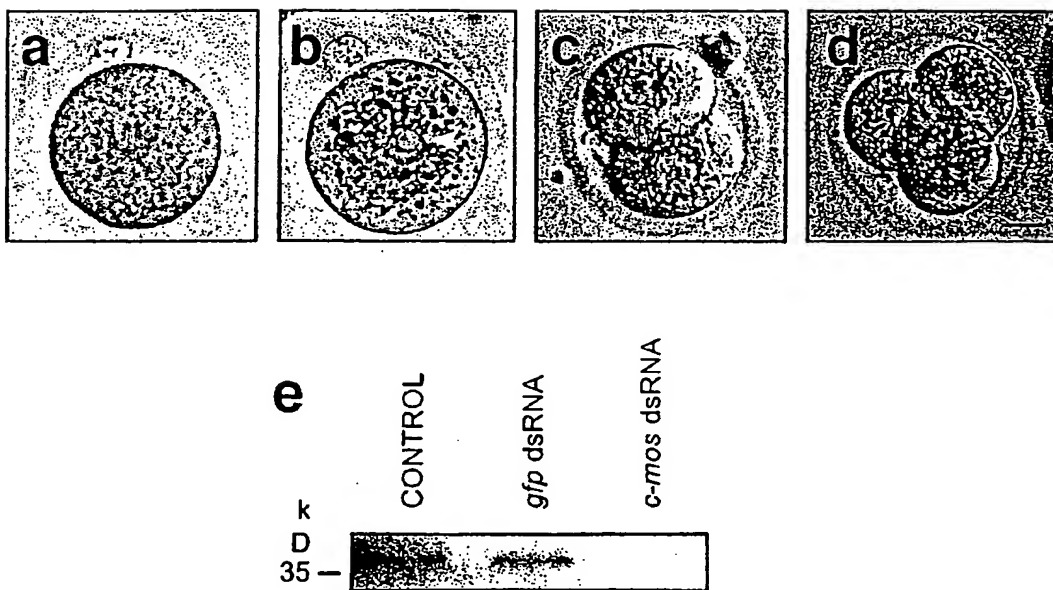 a b c d
e
CONTROL
gfp dsRNA
c-mos dsRNA
k
D
35